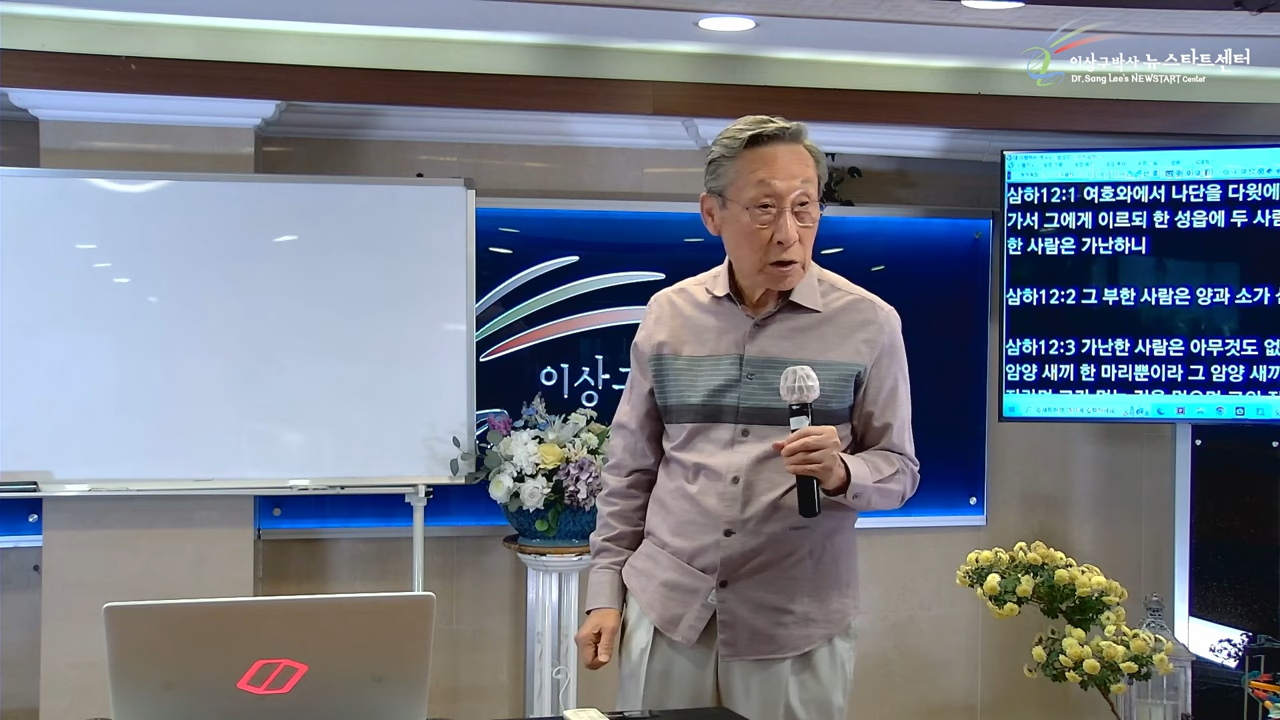 이상구박사 뉴스타트센터
Dr.Sang Lee's NEWSTART Center
삼하12:1 여호와에서 나단을 다윗에
가서 그에게 이르되 한 성읍에 두 사람
한 사람은 가난하니
삼하12:2 그 부한 사람은 양과 소가
삼하12:3 가난한 사람은 아무것도 없
암양 새끼 한 마리뿐이라 그 암양 새끼
이상구